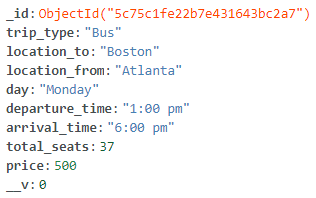 _id: ObjectId("5c75c1fe22b7e431643bc2a7")
trip_type: "Bus"
location_to: "Boston"
location_from: "Atlanta"
day: "Monday"
departure_time: "1:00 pm"
arrival_time: "6:00 pm"
total_seats: 37
price: 500
__v: 0